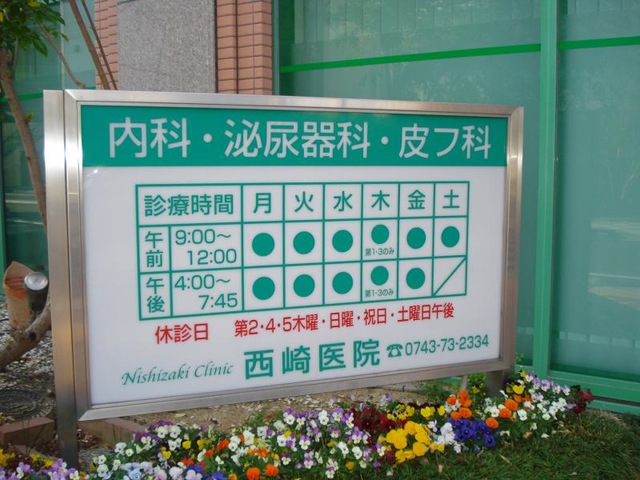 内科・泌尿器科・皮フ科
診療時間 月 火 水 木 金 土
午前 9:00～12:00 ● ● ● ● 第1・3のみ ● ●
午後 4:00～7:45 ● ● ● ● 第1・3のみ ● ／
休診日 第2・4・5木曜・日曜・祝日・土曜日午後
Nishizaki Clinic 西崎医院 ☎0743-73-2334